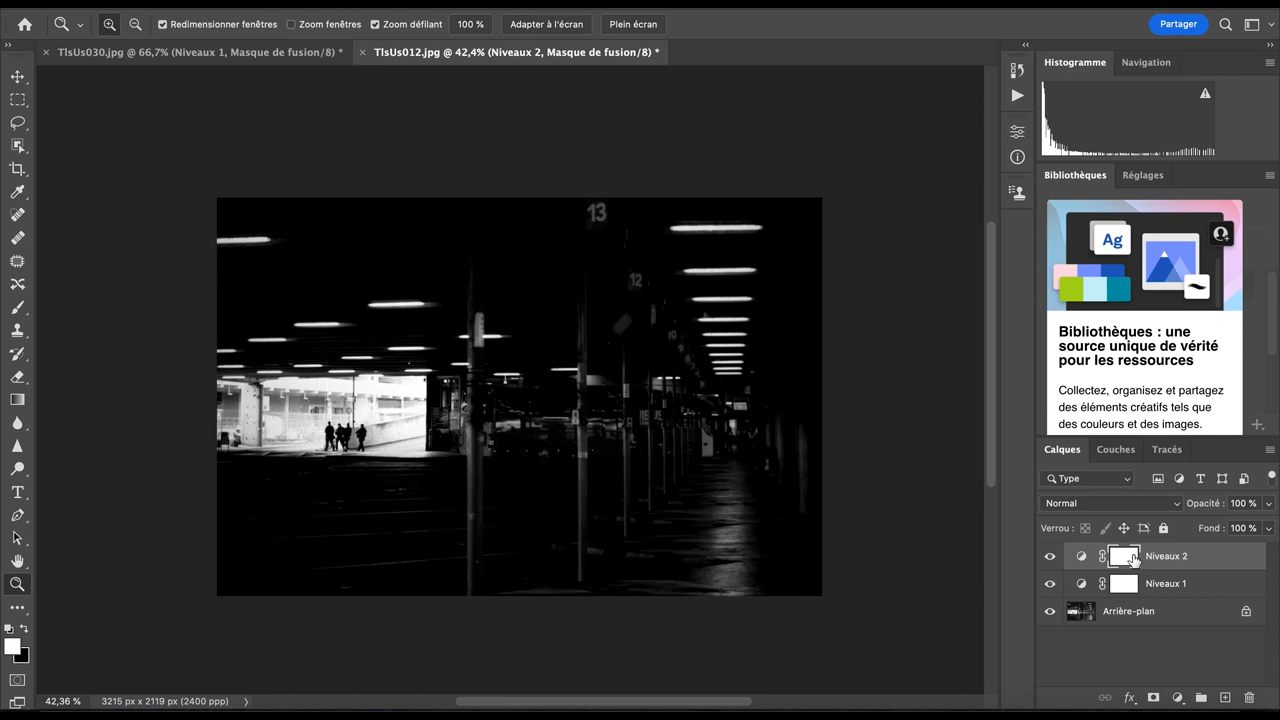 Redimensionner fenêtres
Zoom fenêtres
Zoom défilant
100 %
Adapter à l'écran
Plein écran
Partager
TlsUs030.jpg @ 66,7% (Niveaux 1, Masque de fusion/8) *
TlsUs012.jpg @ 42,4% (Niveaux 2, Masque de fusion/8) *
Histogramme
Navigation
Bibliothèques
Réglages
Ag
Bibliothèques : une
source unique de vérité
pour les ressources
Collectez, organisez et partagez
des éléments créatifs tels que
des couleurs et des images.
13
12
10
9
Calques
Couches
Tracés
Type
Normal
Opacité : 100 %
Verrou :
Fond : 100 %
Niveaux 2
Niveaux 1
Arrière-plan
42,36 %
3215 px x 2119 px (2400 ppp)